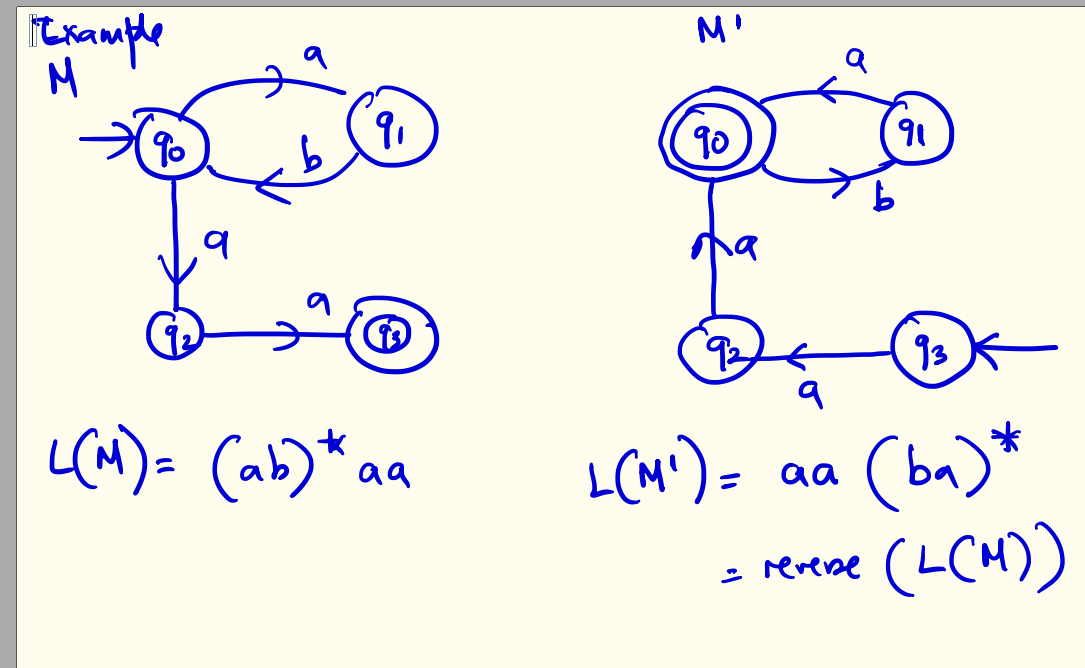 Example
M
M'
a
a
q0
q1
b
q0
q1
b
a
a
q2
a
q3
q2
a
q3
L(M) = (ab)* aa
L(M') = aa (ba)*
= reverse (L(M))